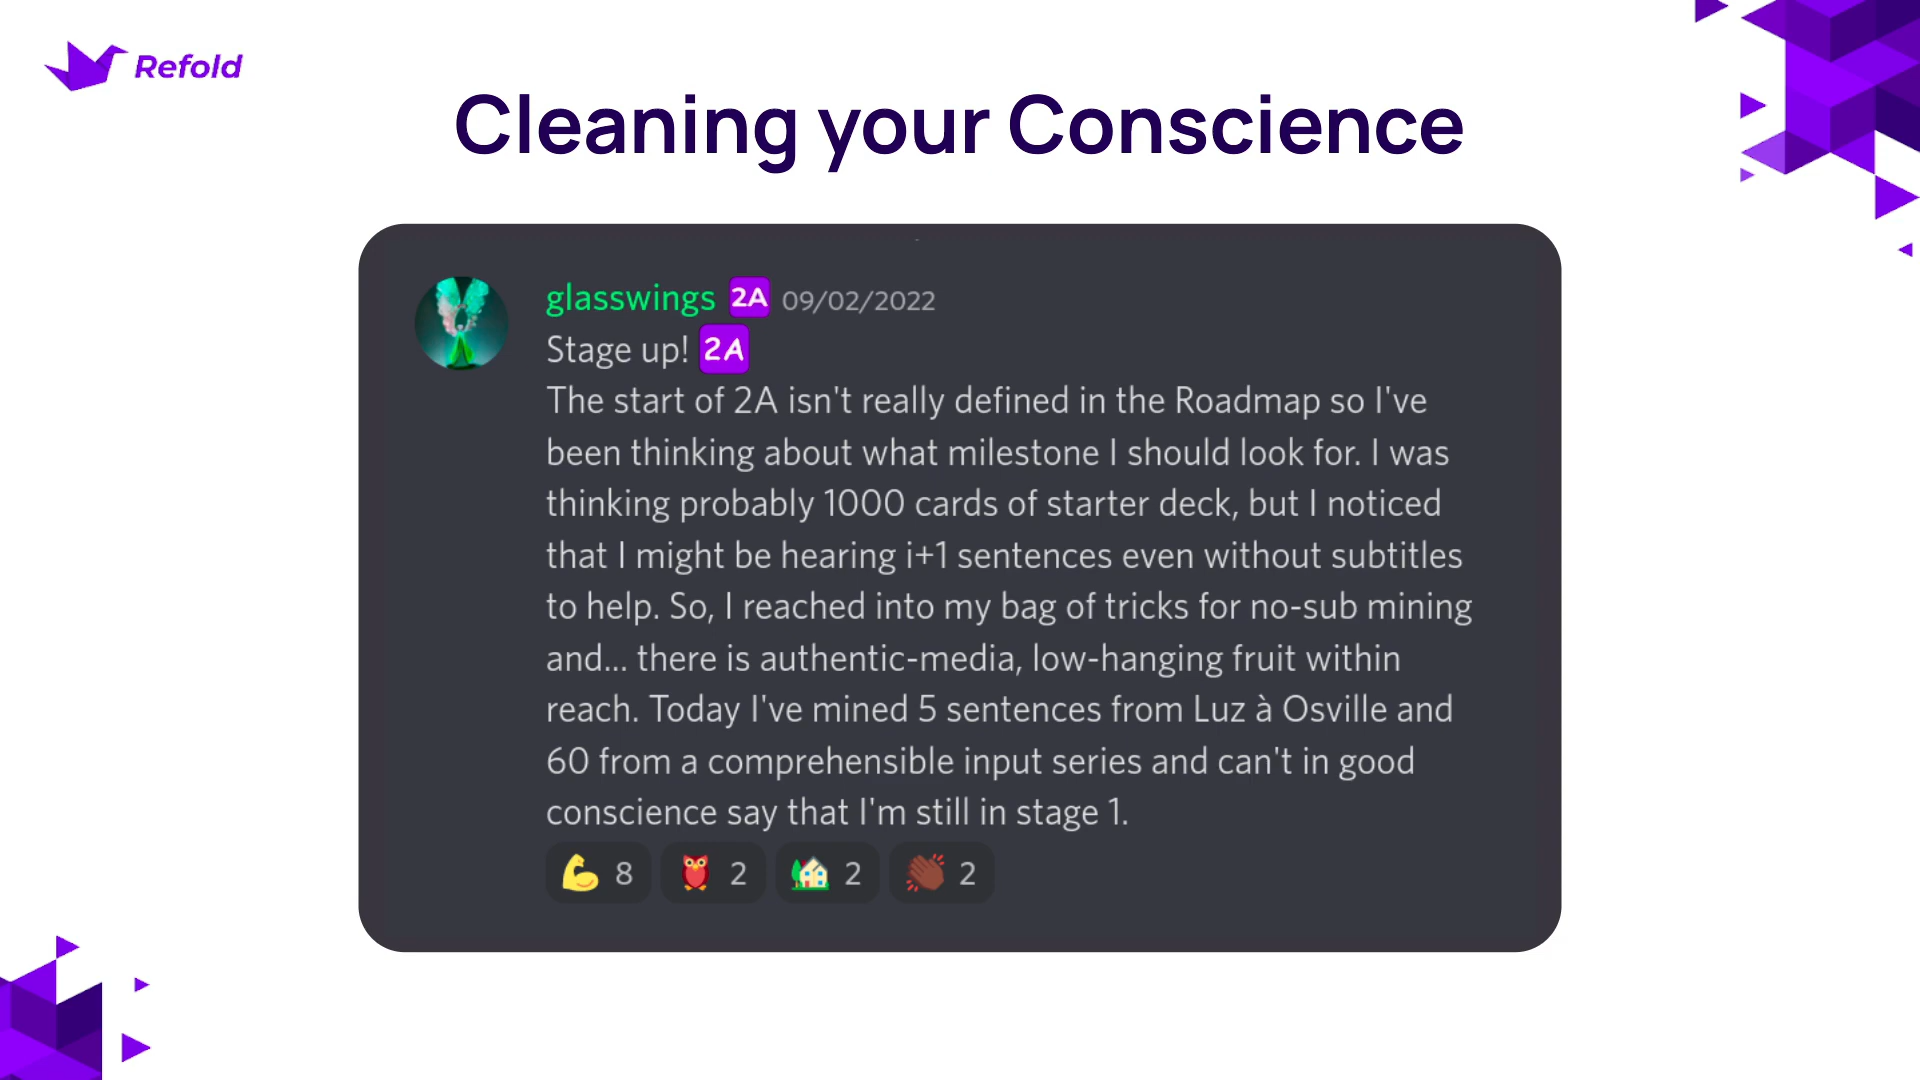 Refold
Cleaning your Conscience
glasswings 2A 09/02/2022
Stage up! 2A
The start of 2A isn't really defined in the Roadmap so I've
been thinking about what milestone I should look for. I was
thinking probably 1000 cards of starter deck, but I noticed
that I might be hearing i+1 sentences even without subtitles
to help. So, I reached into my bag of tricks for no-sub mining
and... there is authentic-media, low-hanging fruit within
reach. Today I've mined 5 sentences from Luz à Osville and
60 from a comprehensible input series and can't in good
conscience say that I'm still in stage 1.
8 2 2 2